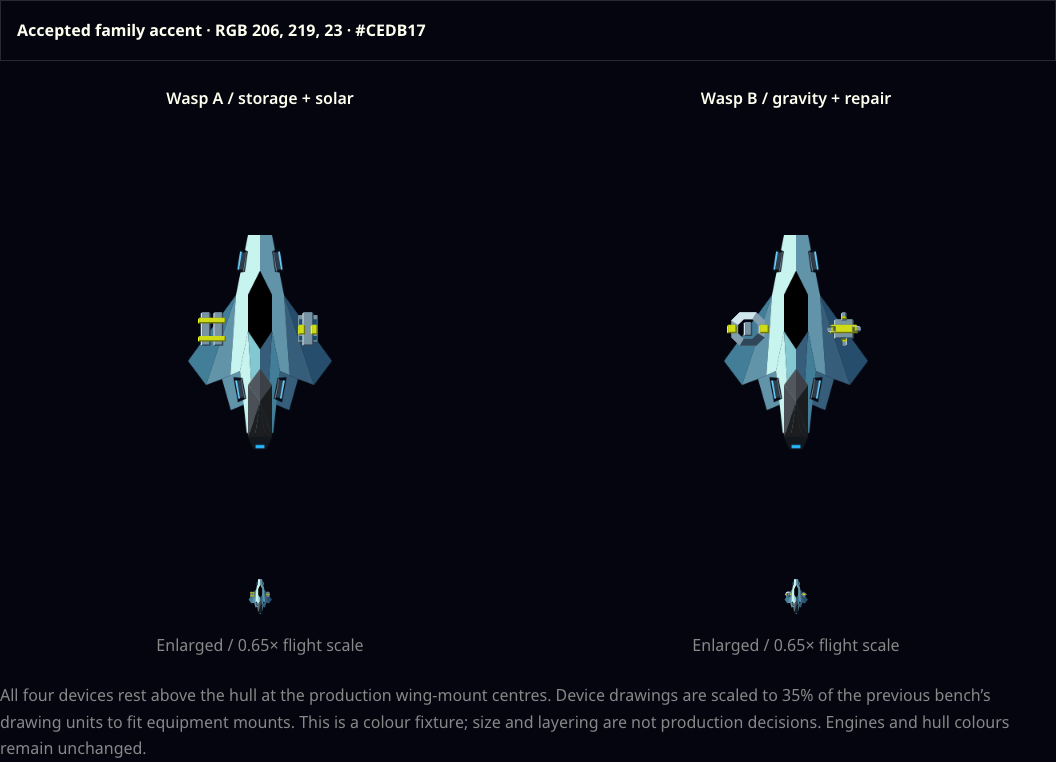 Accepted family accent · RGB 206, 219, 23 · #CEDB17
Wasp A / storage + solar
Wasp B / gravity + repair
Enlarged / 0.65× flight scale
Enlarged / 0.65× flight scale
All four devices rest above the hull at the production wing-mount centres. Device drawings are scaled to 35% of the previous bench’s
drawing units to fit equipment mounts. This is a colour fixture; size and layering are not production decisions. Engines and hull colours
remain unchanged.